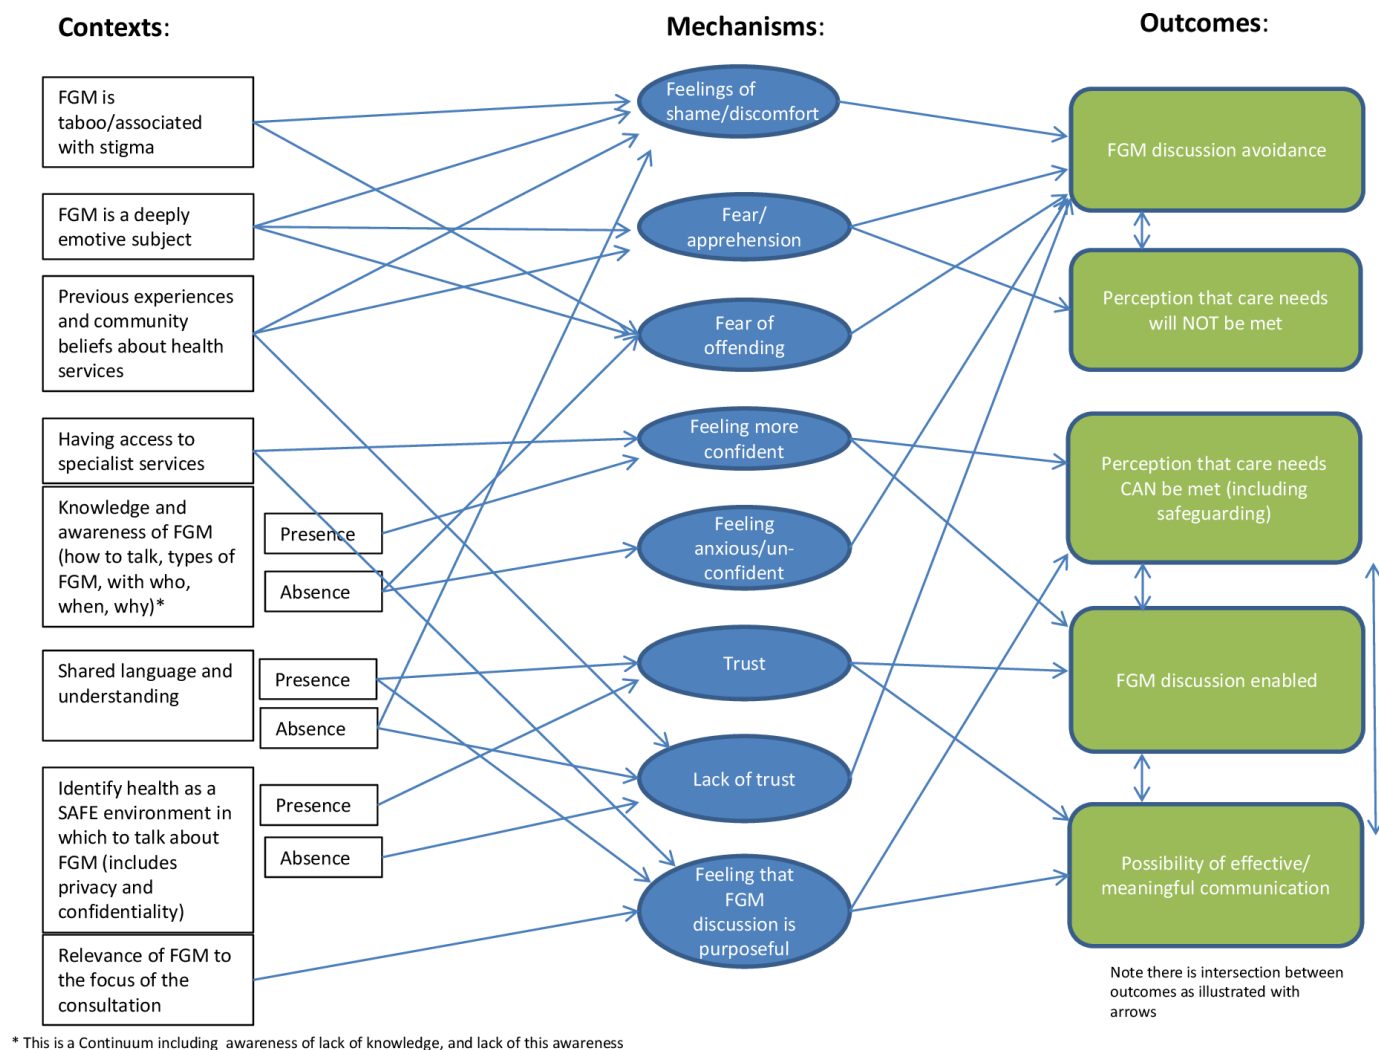 Contexts:
Mechanisms:
Outcomes:
FGM is
taboo/associated
with stigma
FGM is a deeply
emotive subject
Previous experiences
and community
beliefs about health
services
Having access to
specialist services
Knowledge and
awareness of FGM
(how to talk, types of
FGM, with who,
when, why)*
Presence
Absence
Shared language and
understanding
Presence
Absence
Identify health as a
SAFE environment in
which to talk about
FGM (includes
privacy and
confidentiality)
Presence
Absence
Relevance of FGM to
the focus of the
consultation
Feelings of
shame/discomfort
Fear/
apprehension
Fear of
offending
Feeling more
confident
Feeling
anxious/un-
confident
Trust
Lack of trust
Feeling that
FGM
discussion is
purposeful
FGM discussion avoidance
Perception that care needs
will NOT be met
Perception that care needs
CAN be met (including
safeguarding)
FGM discussion enabled
Possibility of effective/
meaningful communication
Note there is intersection between
outcomes as illustrated with
arrows
* This is a Continuum including  awareness of lack of knowledge, and lack of this awareness